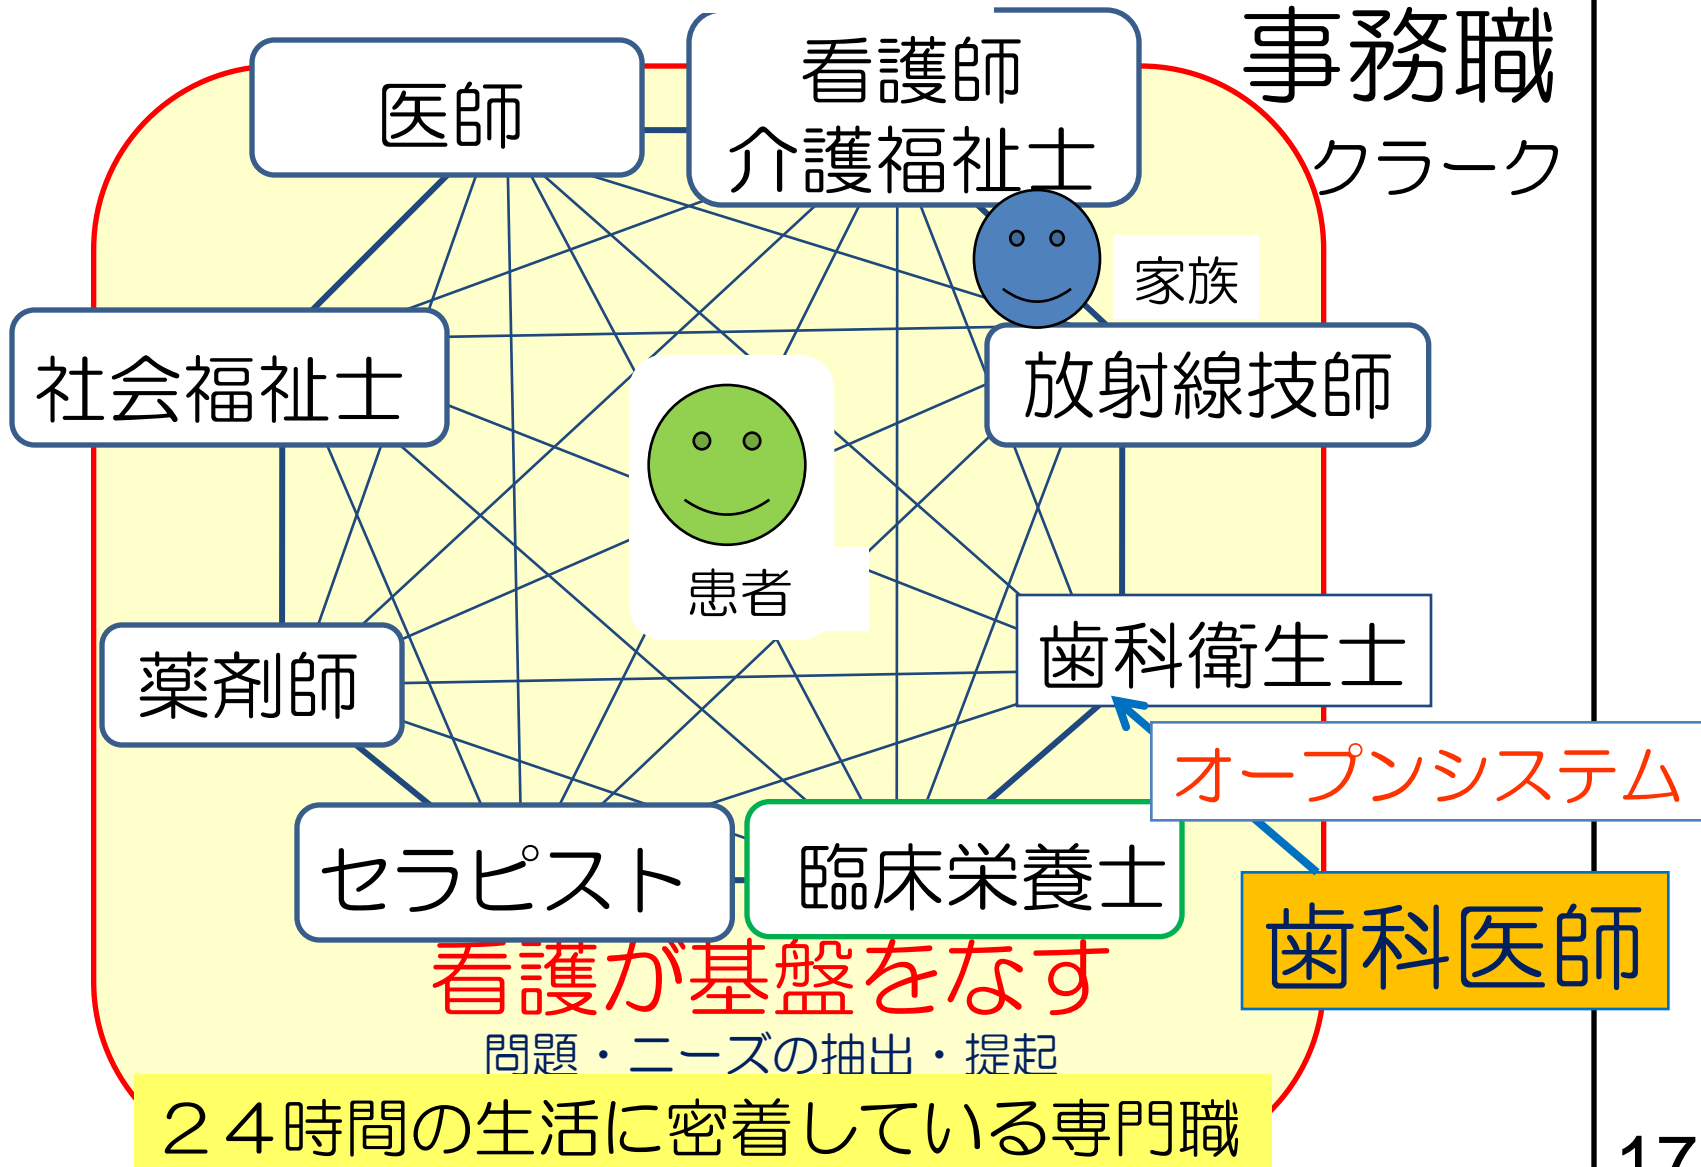 事務職
クラーク
医師
看護師
介護福祉士
家族
社会福祉士
放射線技師
患者
薬剤師
歯科衛生士
オープンシステム
セラピスト
臨床栄養士
歯科医師
看護が基盤をなす
問題・ニーズの抽出・提起
２４時間の生活に密着している専門職
17